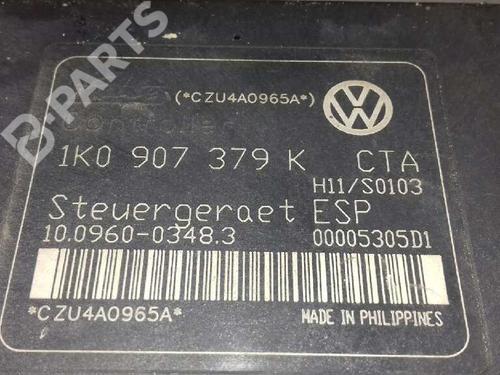 B-PARTS
(*CZU4A0965A*)
1K0 907 379 K CTA
H11/S0103
Steuergeraet ESP
10.0960-0348.3 00005305D1
*CZU4A0965A*
MADE IN PHILIPPINES